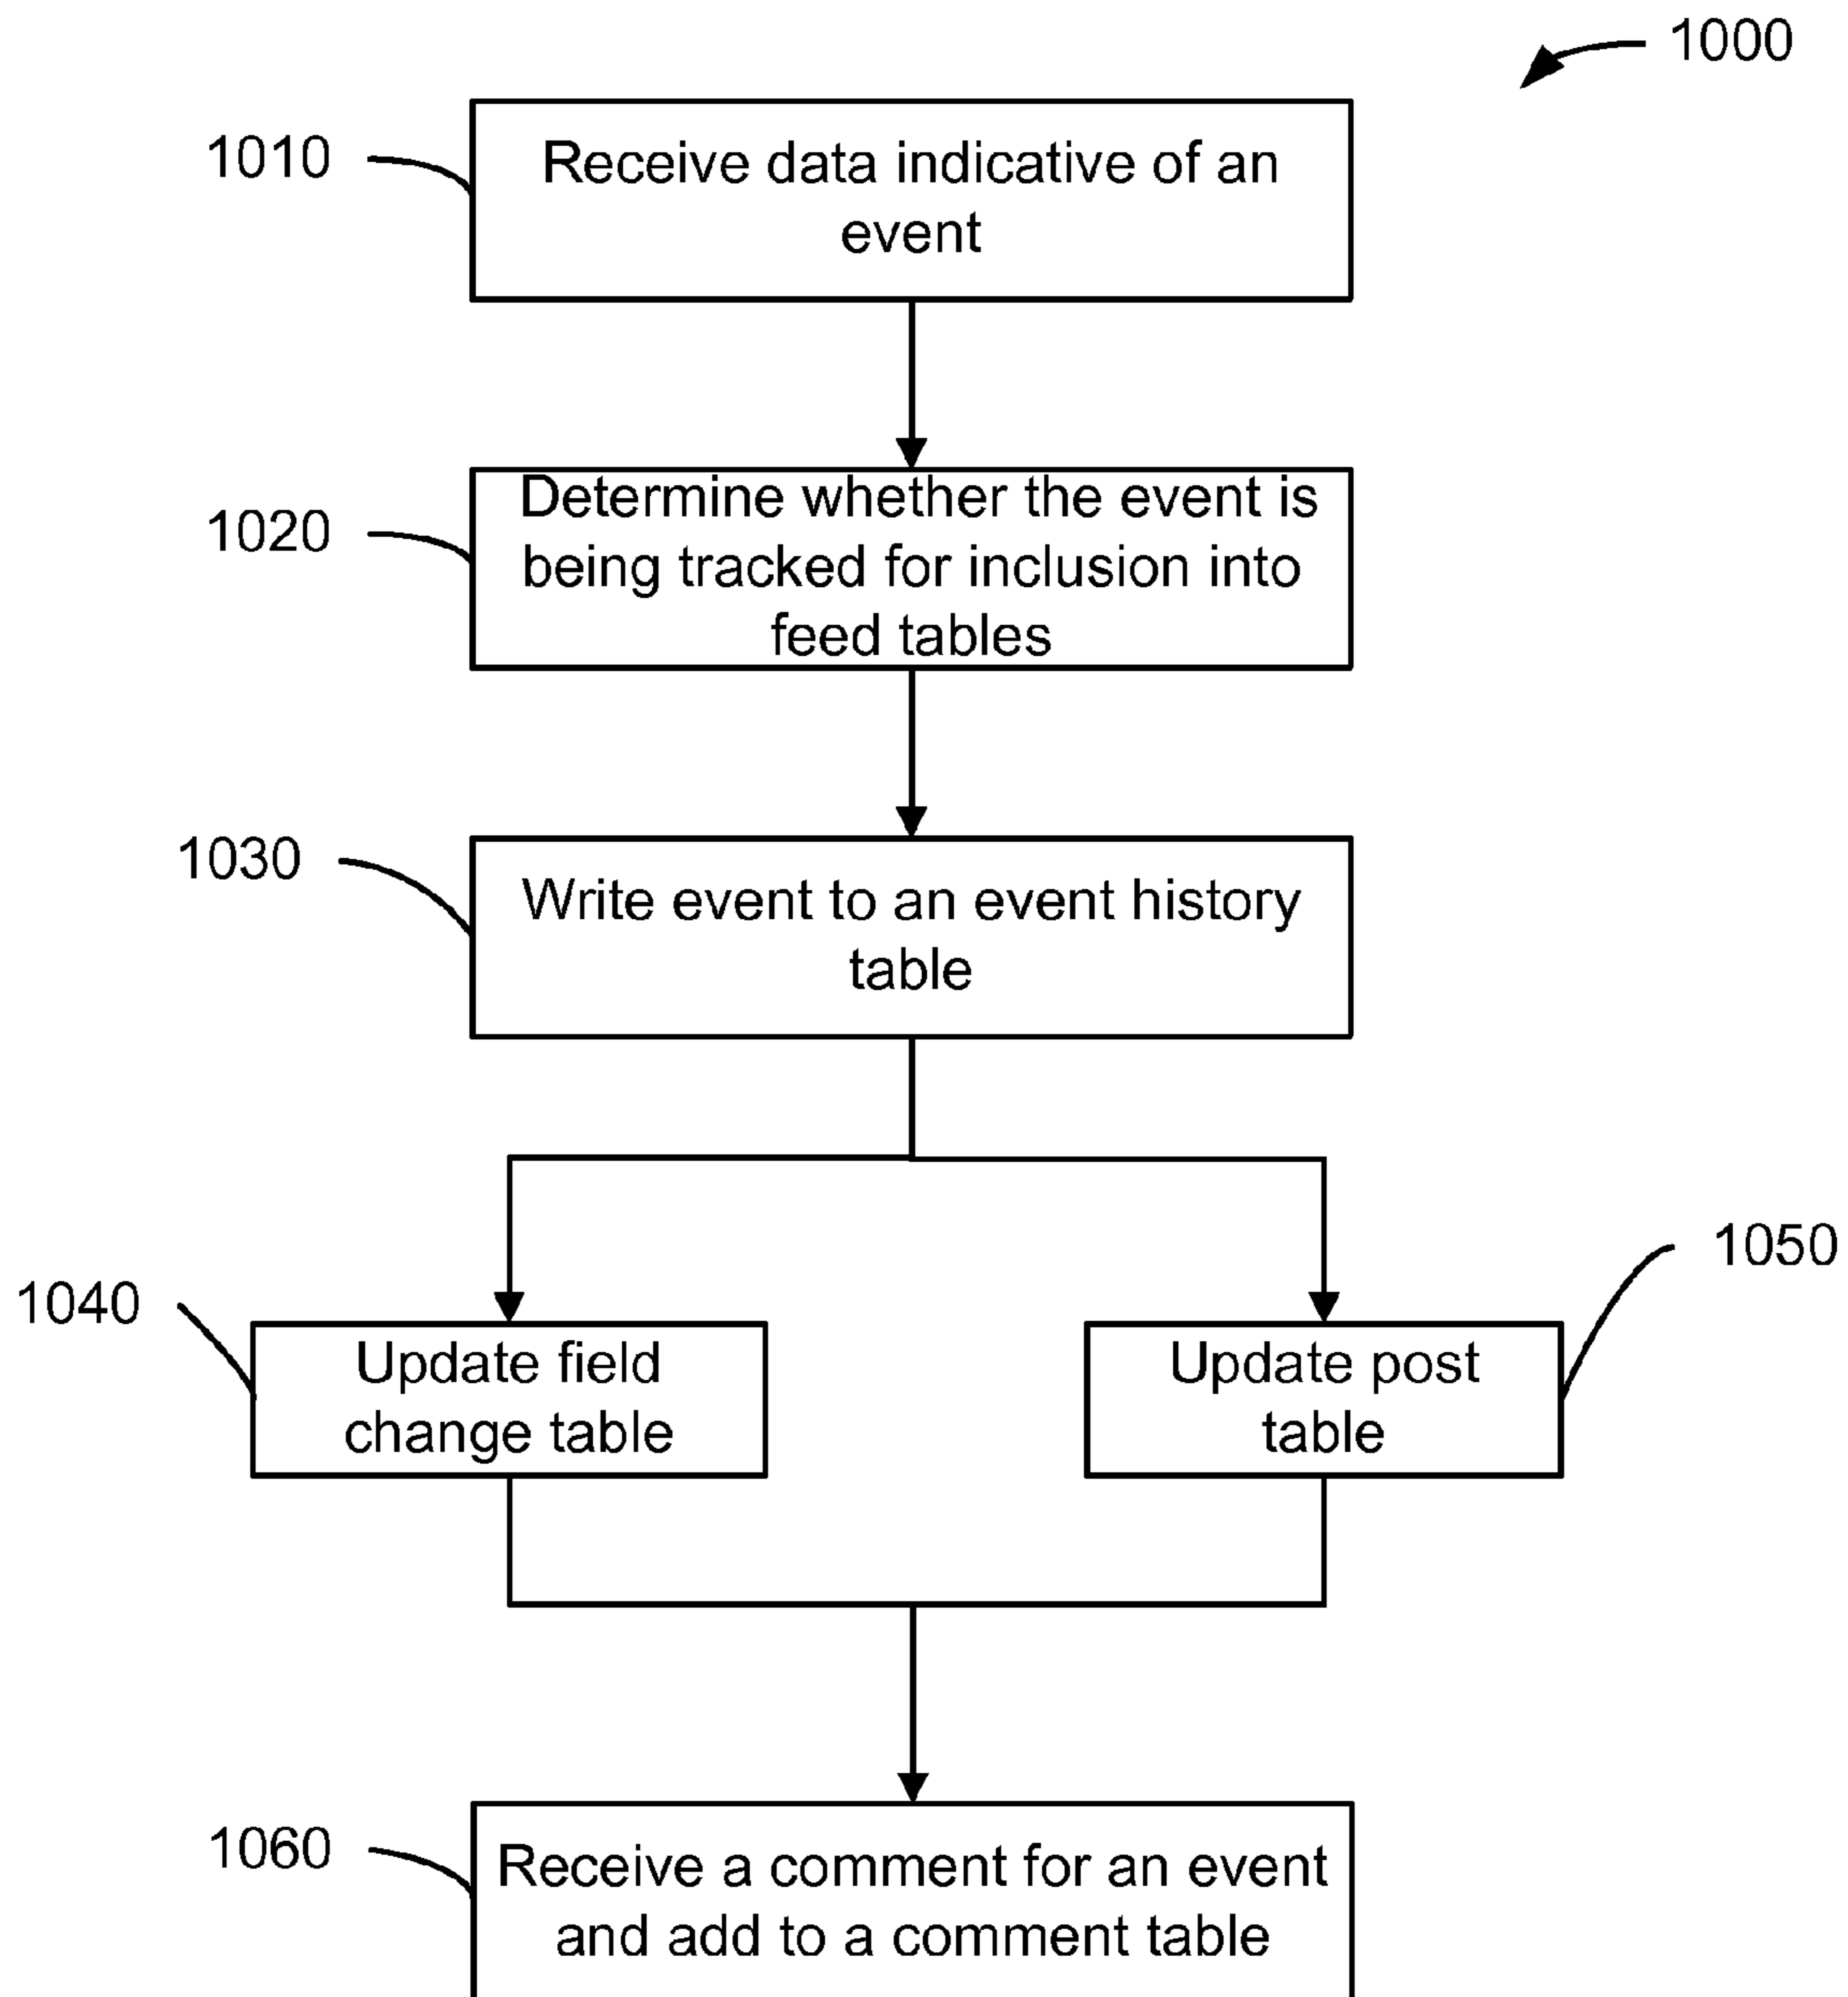 1000
1010
Receive data indicative of an
event
1020
Determine whether the event is
being tracked for inclusion into
feed tables
1030
Write event to an event history
table
1040
Update field
change table
1050
Update post
table
1060
Receive a comment for an event
and add to a comment table